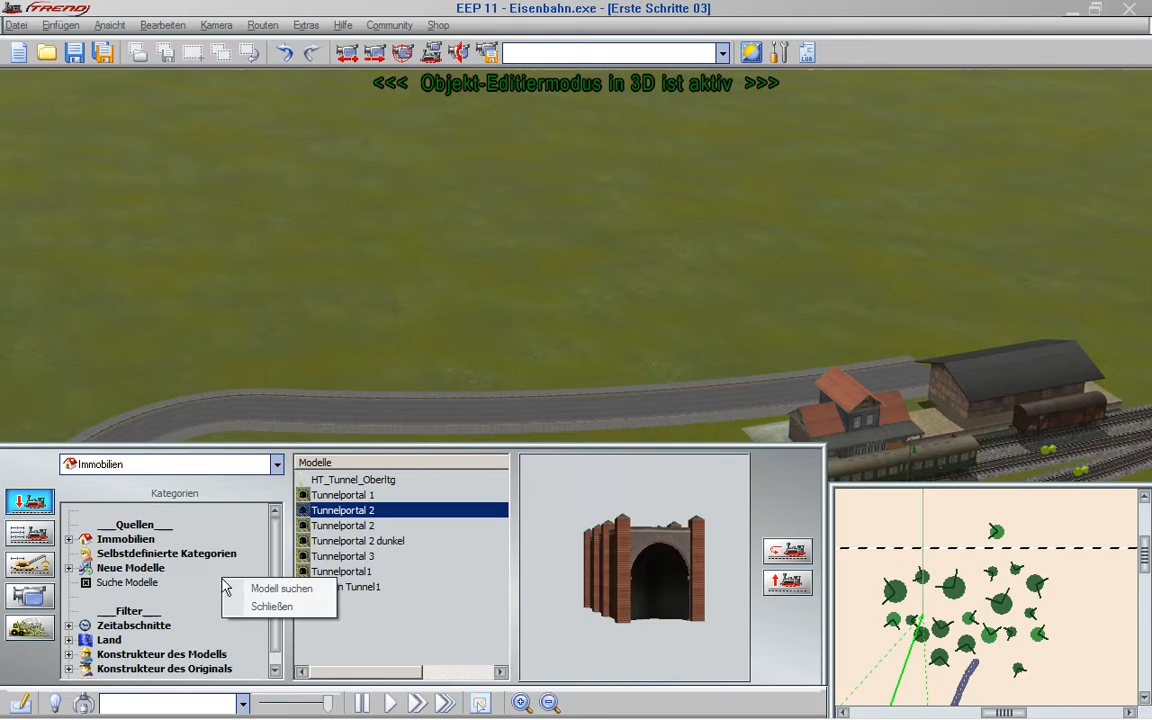 TREND
EEP 11 - Eisenbahn.exe - [Erste Schritte 03]
Datei Einfügen Ansicht Bearbeiten Kamera Routen Extras Hilfe Community Shop
<<< Objekt-Editiermodus in 3D ist aktiv >>>
LUA
Immobilien
Kategorien
__Quellen___
Immobilien
Selbstdefinierte Kategorien
Neue Modelle
Suche Modelle
___Filter___
Zeitabschnitte
Land
Konstrukteur des Modells
Konstrukteur des Originals
Modell suchen
Schließen
Modelle
HT_Tunnel_Oberltg
Tunnelportal 1
Tunnelportal 2
Tunnelportal 2
Tunnelportal 2 dunkel
Tunnelportal 3
Tunnelportal1
n Tunnel1